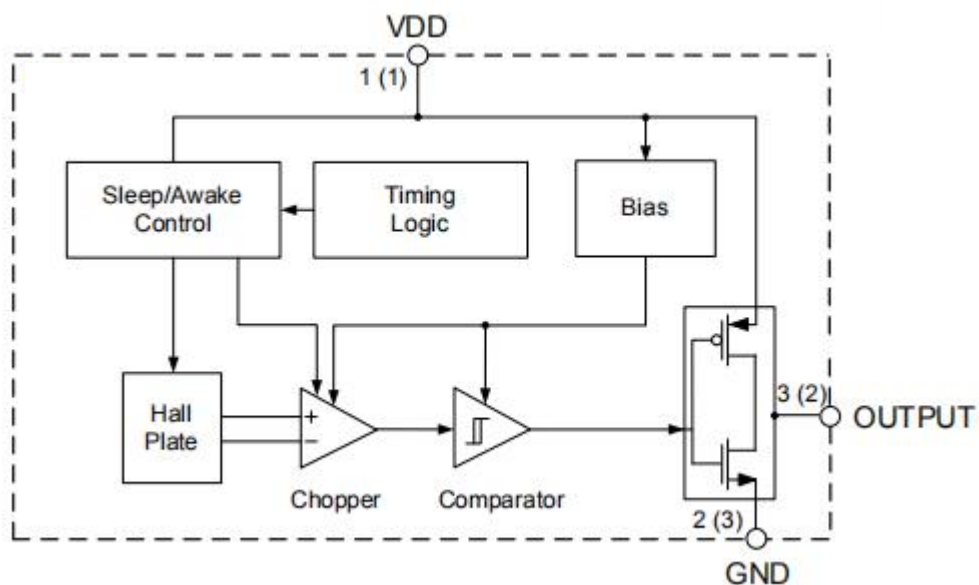 VDD
1 (1)
Sleep/Awake
Control
Timing
Logic
Bias
Hall
Plate
+
−
Chopper
Comparator
3 (2)
OUTPUT
2 (3)
GND